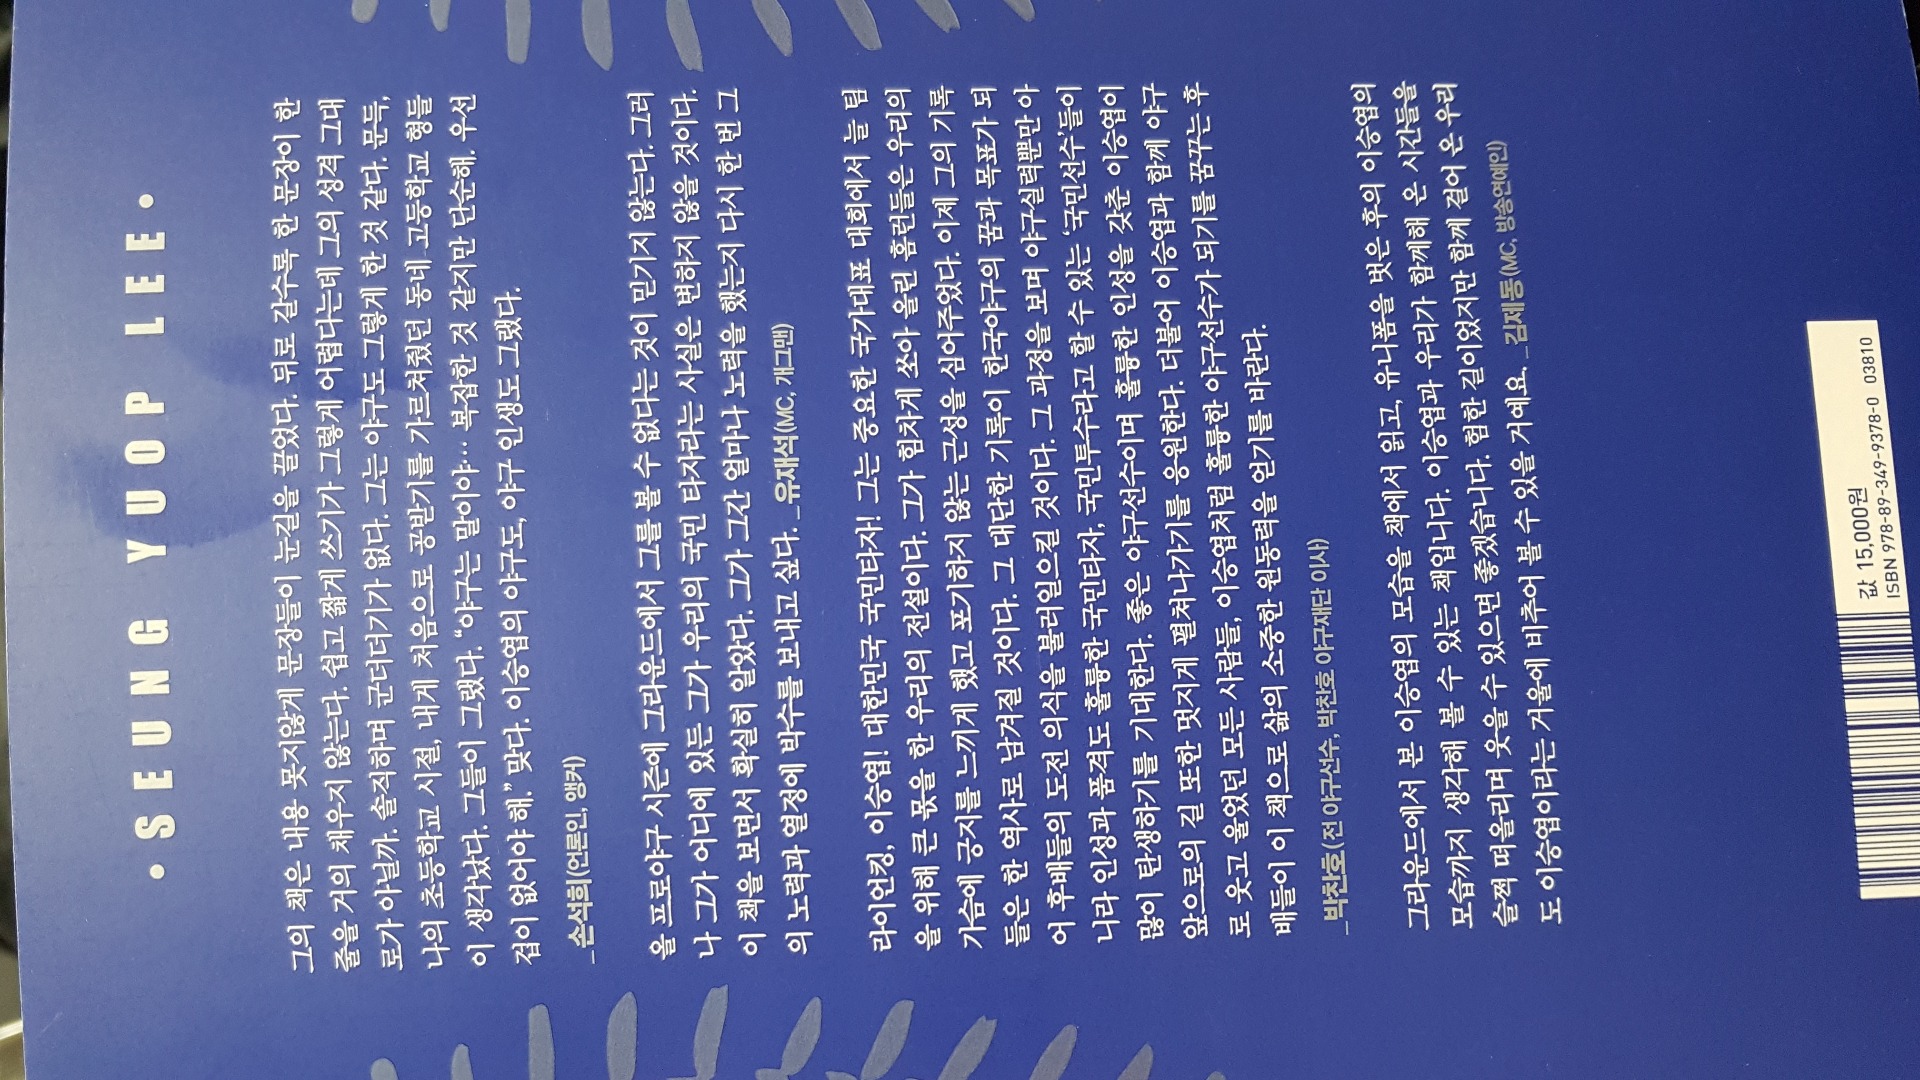 • SEUNG YUOP LEE •
그의 책은 내용 못지않게 문장들이 눈길을 끌었다. 뒤로 갈수록 한 문장이 한
줄을 거의 채우지 않는다. 쉽고 짧게 쓰기가 그렇게 어렵다는데 그의 성격 그대
로가 아닐까. 솔직하며 군더더기가 없다. 그는 야구도 그렇게 한 것 같다. 문득,
나의 초등학교 시절, 내게 처음으로 공받기를 가르쳐줬던 동네 고등학교 형들
이 생각났다. 그들이 그랬다. “야구는 말이야… 복잡한 것 같지만 단순해. 우선
겁이 없어야 해.” 맞다. 이승엽의 야구도, 야구 인생도 그랬다.
_손석희(언론인, 앵커)
올 프로야구 시즌에 그라운드에서 그를 볼 수 없다는 것이 믿기지 않는다. 그러
나 그가 어디에 있든 그가 우리의 국민 타자라는 사실은 변하지 않을 것이다.
이 책을 보면서 확실히 알았다. 그가 그간 얼마나 노력을 했는지 다시 한 번 그
의 노력과 열정에 박수를 보내고 싶다. _유재석(MC, 개그맨)
라이언킹, 이승엽! 대한민국 국민타자! 그는 중요한 국가대표 대회에서 늘 팀
을 위해 큰 몫을 한 우리의 전설이다. 그가 힘차게 쏘아 올린 홈런들은 우리의
가슴에 긍지를 느끼게 했고 포기하지 않는 근성을 심어주었다. 이제 그의 기록
들은 한 역사로 남겨질 것이다. 그 대단한 기록이 한국야구의 꿈과 목표가 되
어 후배들의 도전 의식을 불러일으킬 것이다. 그 과정을 보며 야구실력뿐만 아
니라 인성과 품격도 훌륭한 국민타자, 국민투수라고 할 수 있는 ‘국민선수’들이
많이 탄생하기를 기대한다. 좋은 야구선수이며 훌륭한 인성을 갖춘 이승엽이
앞으로의 길 또한 멋지게 펼쳐나가기를 응원한다. 더불어 이승엽과 함께 야구
로 웃고 울었던 모든 사람들, 이승엽처럼 훌륭한 야구선수가 되기를 꿈꾸는 후
배들이 이 책으로 삶의 소중한 원동력을 얻기를 바란다.
_박찬호(전 야구선수, 박찬호 야구재단 이사)
그라운드에서 본 이승엽의 모습을 책에서 읽고, 유니폼을 벗은 후의 이승엽의
모습까지 생각해 볼 수 있는 책입니다. 이승엽과 우리가 함께해 온 시간들을
슬쩍 떠올리며 웃을 수 있으면 좋겠습니다. 험한 길이었지만 함께 걸어 온 우리
도 이승엽이라는 거울에 비추어 볼 수 있을 거예요. _김제동(MC, 방송연예인)
값 15,000원
ISBN 978-89-349-9378-0 03810